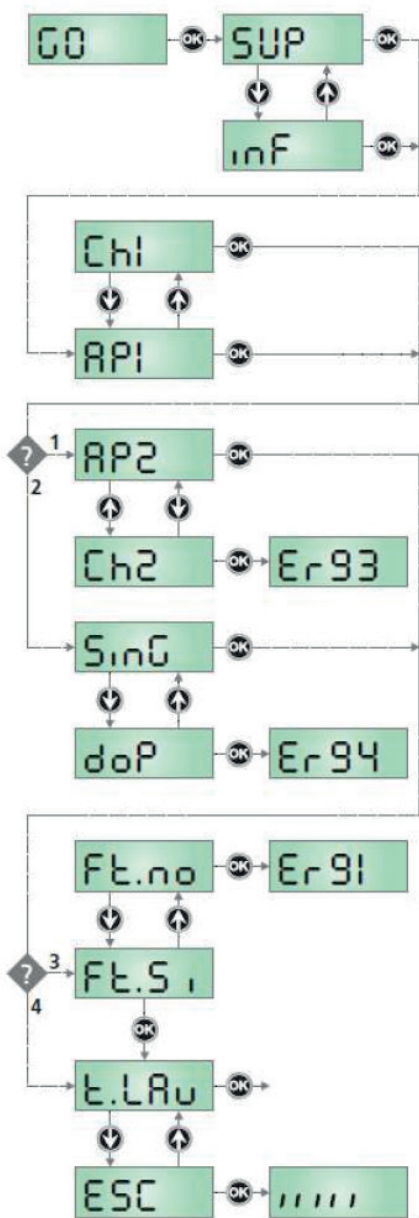 GO OK SUP OK
inF OK
Ch1 OK
AP1 OK
? 1 AP2 OK
2
Ch2 OK Er93
SinG OK
doP OK Er94
Ft.no OK Er91
? 3 Ft.Si
4
OK
t.LAv OK
ESC OK